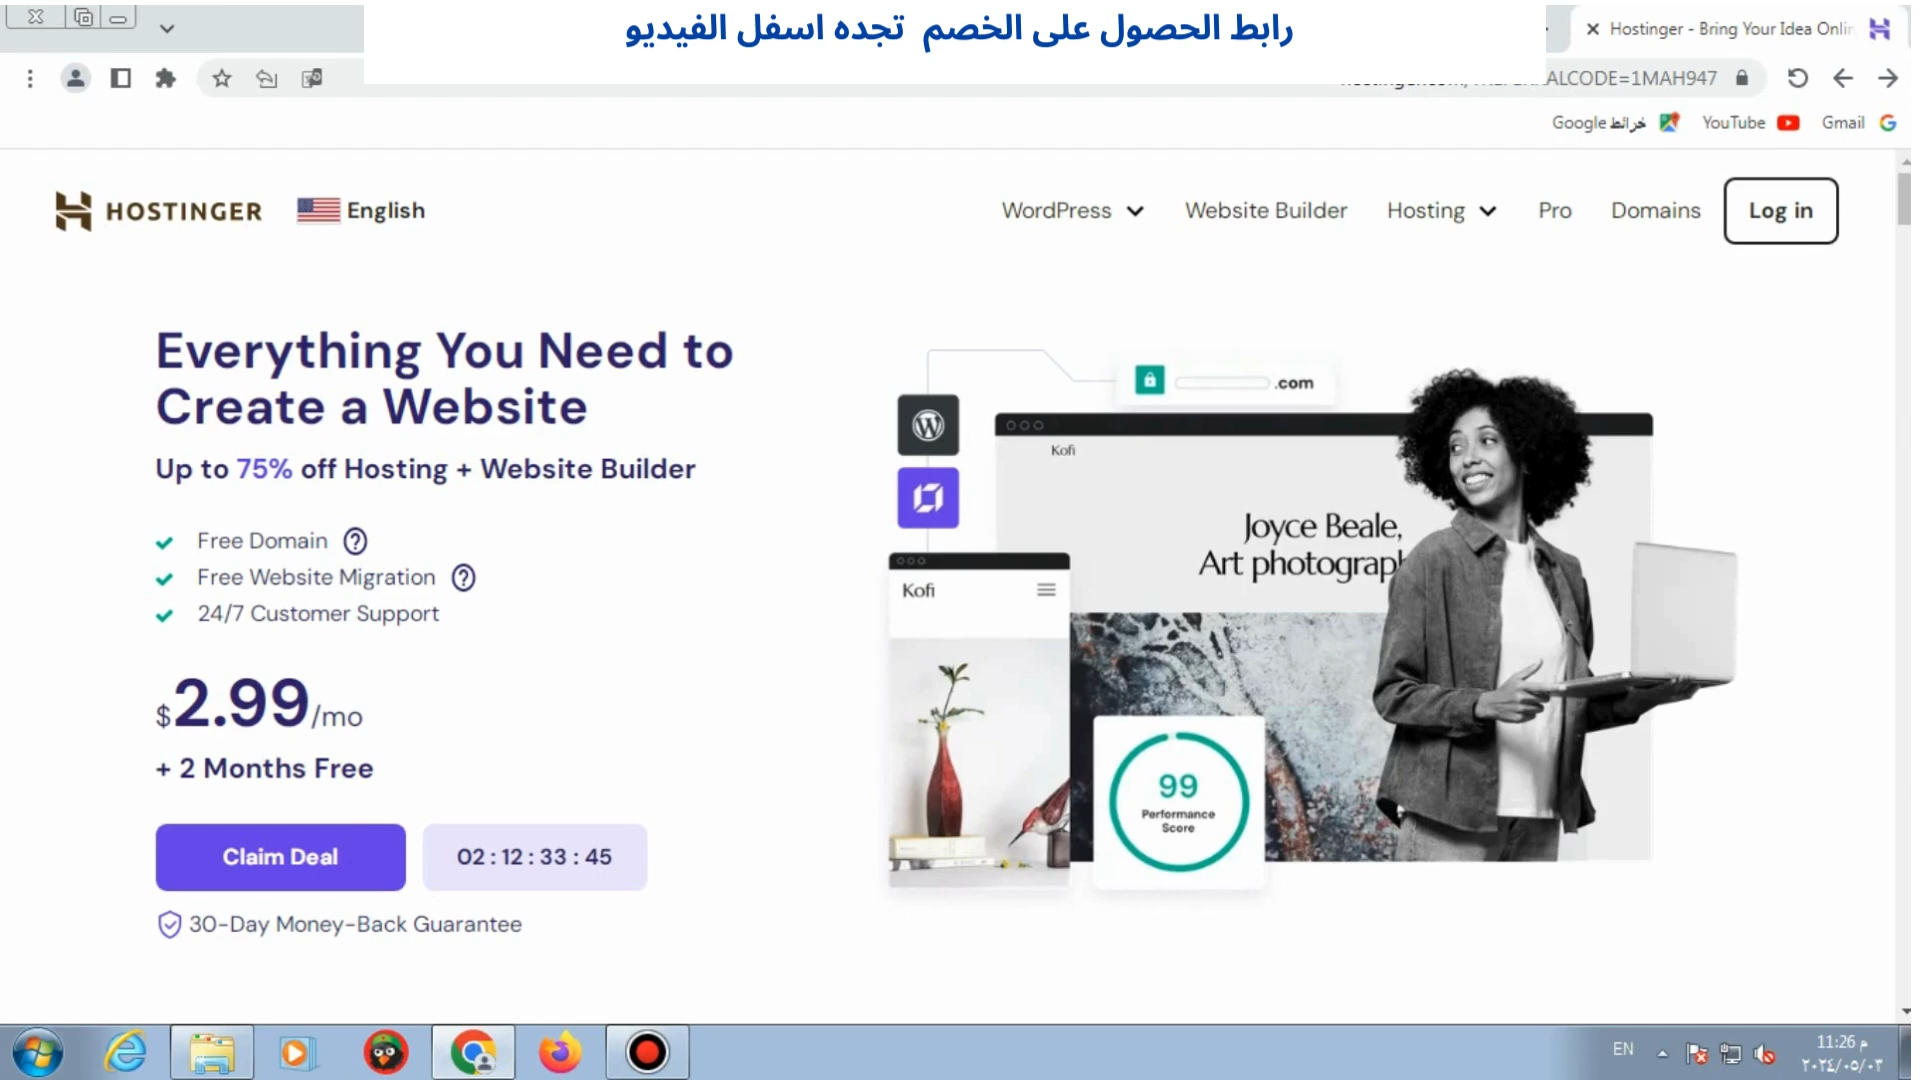 رابط الحصول على الخصم تجده اسفل الفيديو
Hostinger - Bring Your Idea Onlin
ALCODE=1MAH947
خرائط Google
YouTube
Gmail
HOSTINGER
English
WordPress
Website Builder
Hosting
Pro
Domains
Log in
Everything You Need to
Create a Website
Up to 75% off Hosting + Website Builder
Free Domain
Free Website Migration
24/7 Customer Support
$2.99/mo
+ 2 Months Free
Claim Deal
02 : 12 : 33 : 45
30-Day Money-Back Guarantee
.com
Kofi
Joyce Beale,
Art photograph
Kofi
99
Performance
Score
EN
11:26 م
٢٠٢٤/٠٥/٠٣